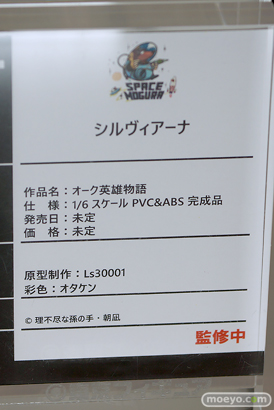 SPACE
MOGURA
シルヴィアーナ
作品名：オーク英雄物語
仕　様：1/6 スケール PVC&ABS 完成品
発売日：未定
価　格：未定
原型制作：Ls30001
彩色：オタケン
© 理不尽な孫の手・朝凪
監修中
moeyo.com